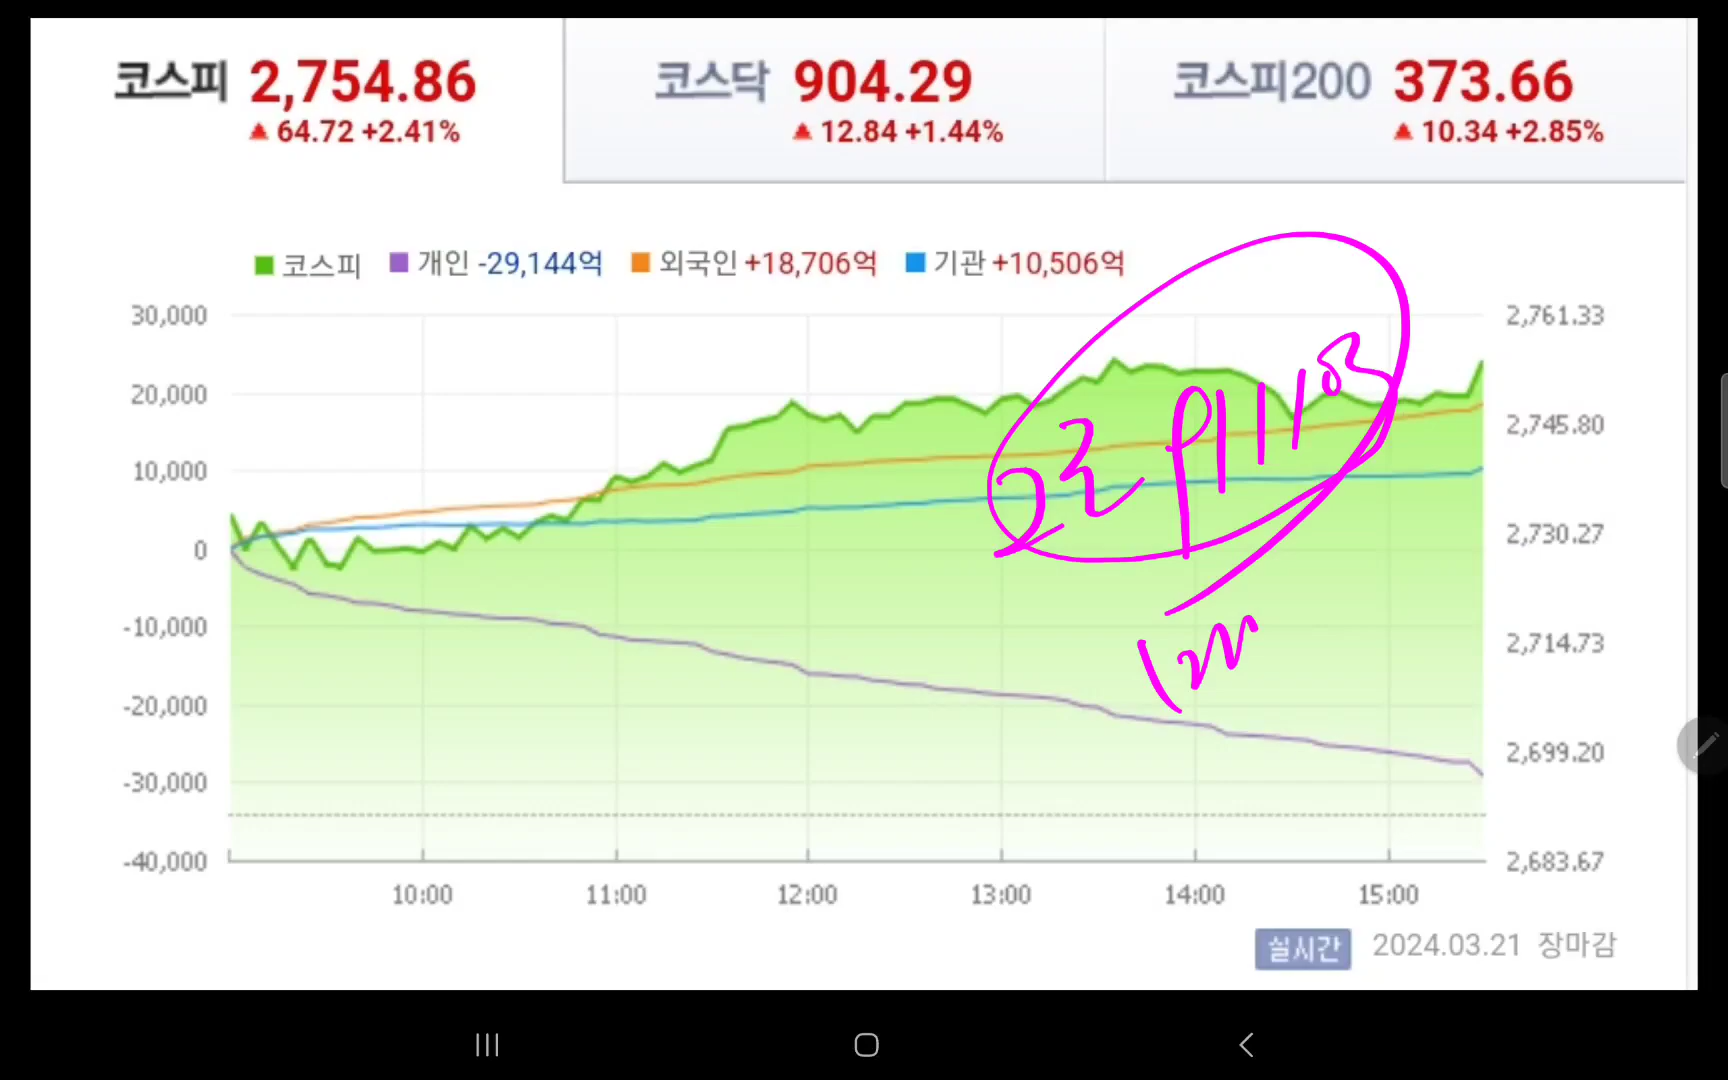 코스피 2,754.86
▲ 64.72 +2.41%
코스닥 904.29
▲ 12.84 +1.44%
코스피200 373.66
▲ 10.34 +2.85%
코스피 개인 -29,144억 외국인 +18,706억 기관 +10,506억
30,000 2,761.33
20,000 2,745.80
10,000 2,730.27
0 2,714.73
-10,000 2,699.20
-20,000 2,683.67
-30,000
-40,000
10:00 11:00 12:00 13:00 14:00 15:00
실시간 2024.03.21 장마감